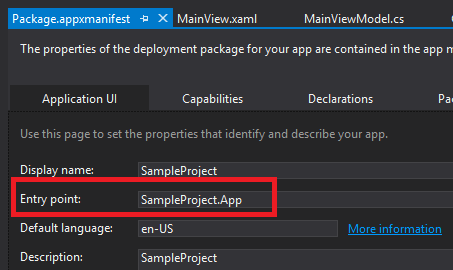 Package.appxmanifest MainView.xaml MainViewModel.cs
The properties of the deployment package for your app are contained in the app m
Application UI Capabilities Declarations Pa
Use this page to set the properties that identify and describe your app.
Display name: SampleProject
Entry point: SampleProject.App
Default language: en-US More information
Description: SampleProject